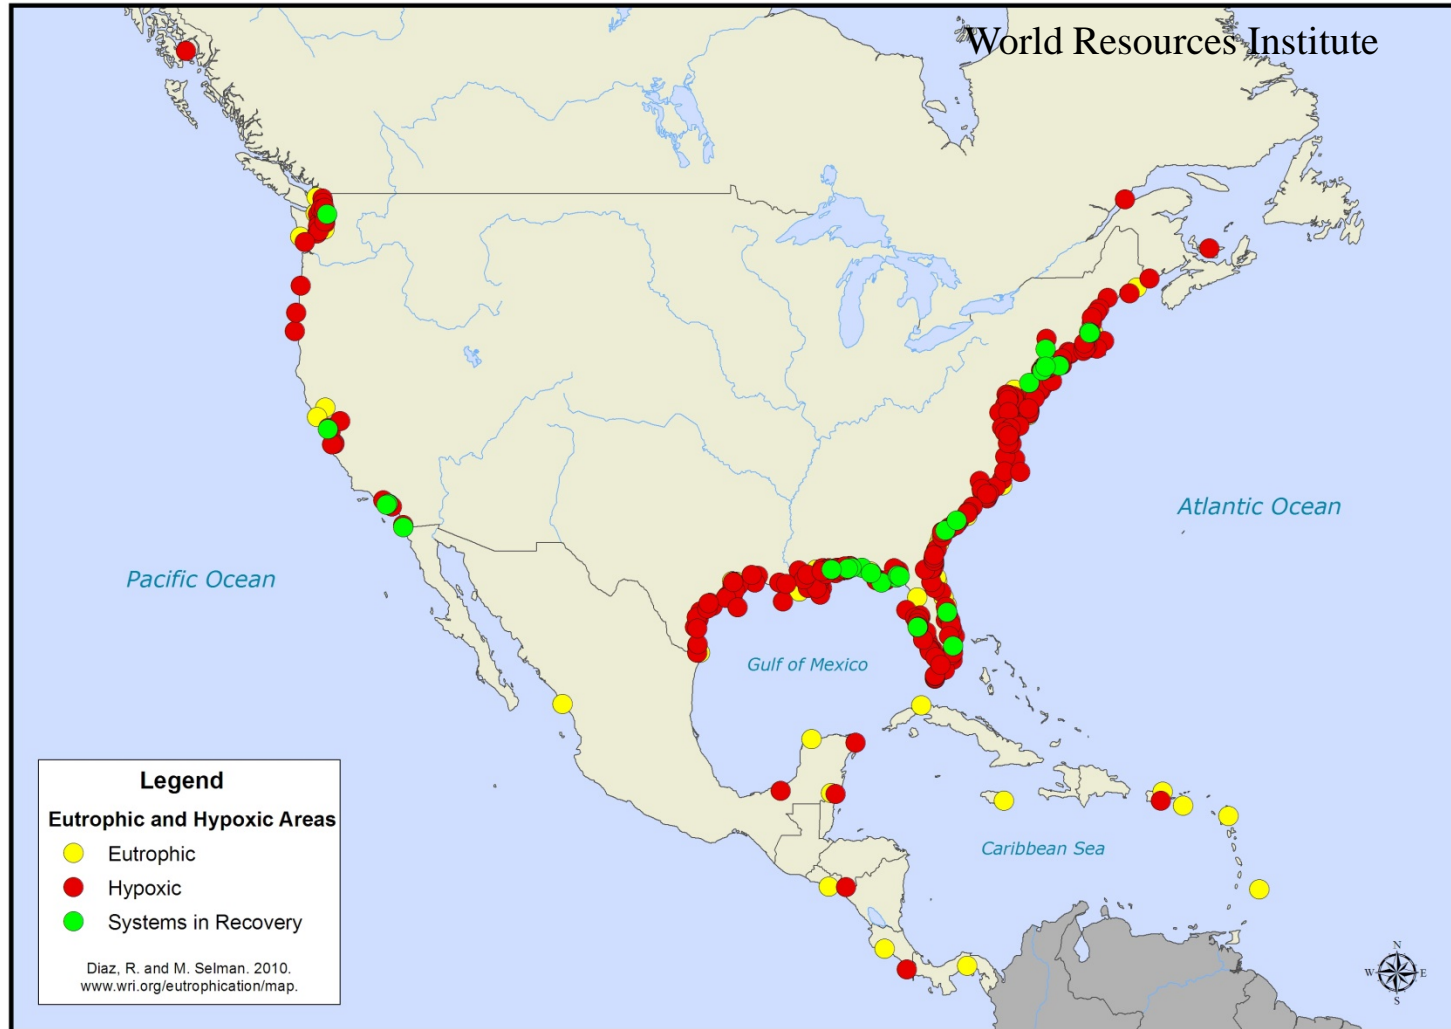 World Resources Institute
Atlantic Ocean
Pacific Ocean
Gulf of Mexico
Caribbean Sea
Legend
Eutrophic and Hypoxic Areas
Eutrophic
Hypoxic
Systems in Recovery
Diaz, R. and M. Selman. 2010.
www.wri.org/eutrophication/map.
N
W E
S